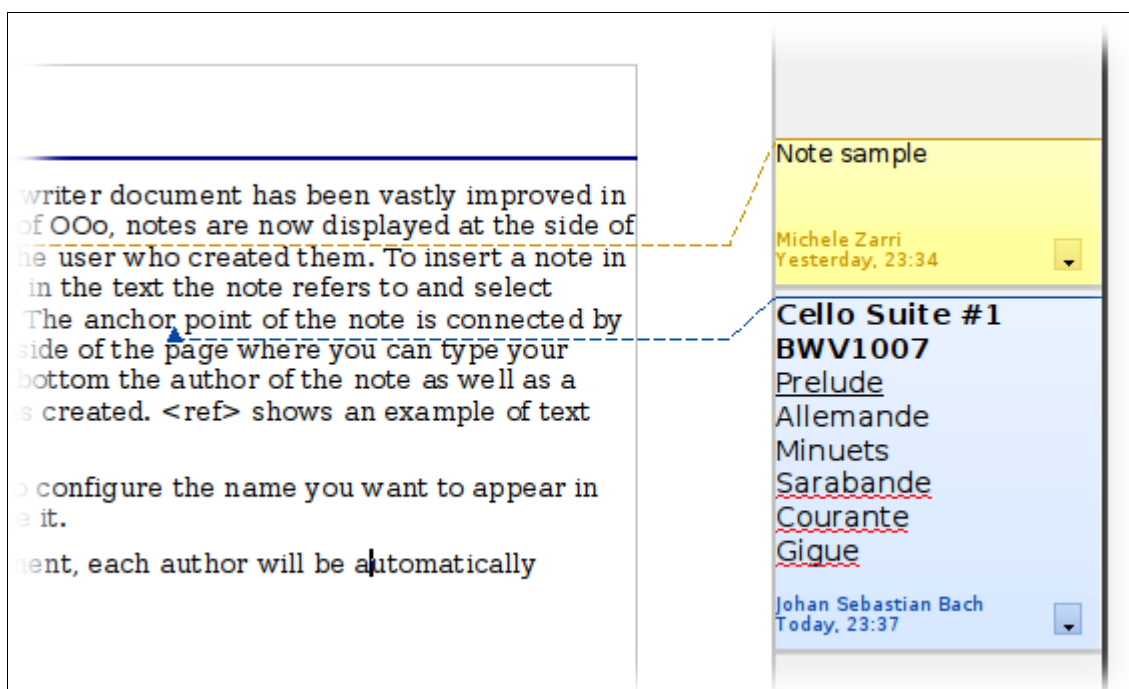 writer document has been vastly improved in
of OOo, notes are now displayed at the side of
he user who created them. To insert a note in
in the text the note refers to and select
The anchor point of the note is connected by
side of the page where you can type your
bottom the author of the note as well as a
s created. <ref> shows an example of text
o configure the name you want to appear in
e it.
ment, each author will be automatically
Note sample
Michele Zarri
Yesterday, 23:34
Cello Suite #1
BWV1007
Prelude
Allemande
Minuets
Sarabande
Courante
Gigue
Johan Sebastian Bach
Today, 23:37